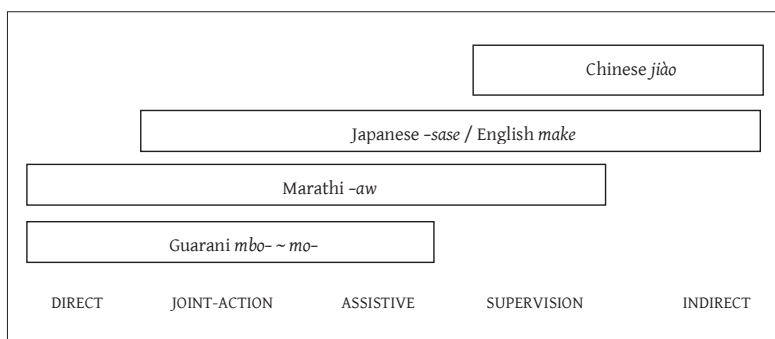 Chinese jiào
Japanese –sase / English make
Marathi –aw
Guarani mbo– ~ mo–
DIRECT JOINT-ACTION ASSISTIVE SUPERVISION INDIRECT